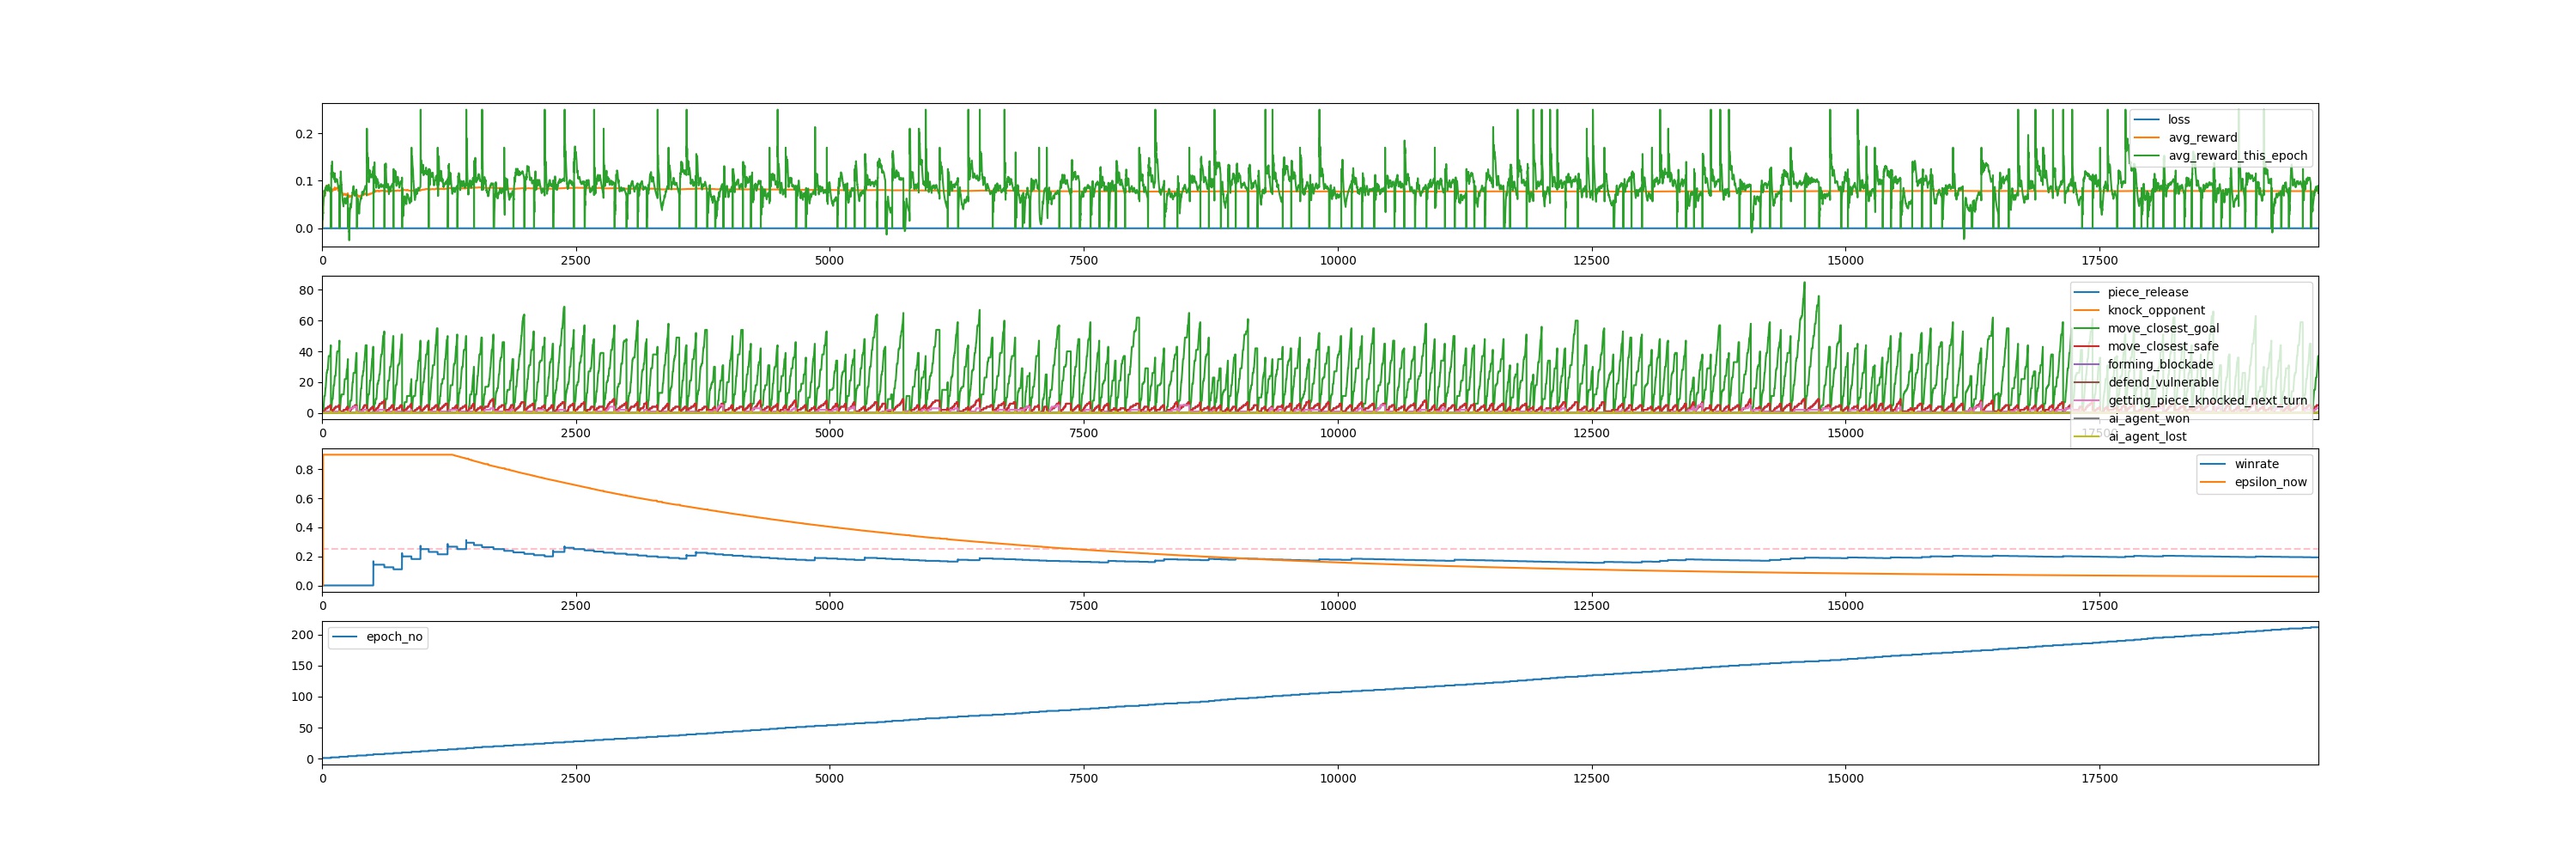 loss
avg_reward
avg_reward_this_epoch
0.2
0.1
0.0
0 2500 5000 7500 10000 12500 15000 17500
piece_release
knock_opponent
move_closest_goal
move_closest_safe
forming_blockade
defend_vulnerable
getting_piece_knocked_next_turn
ai_agent_won
ai_agent_lost
80
60
40
20
0
0 2500 5000 7500 10000 12500 15000 17500
winrate
epsilon_now
0.8
0.6
0.4
0.2
0.0
0 2500 5000 7500 10000 12500 15000 17500
epoch_no
200
150
100
50
0
0 2500 5000 7500 10000 12500 15000 17500